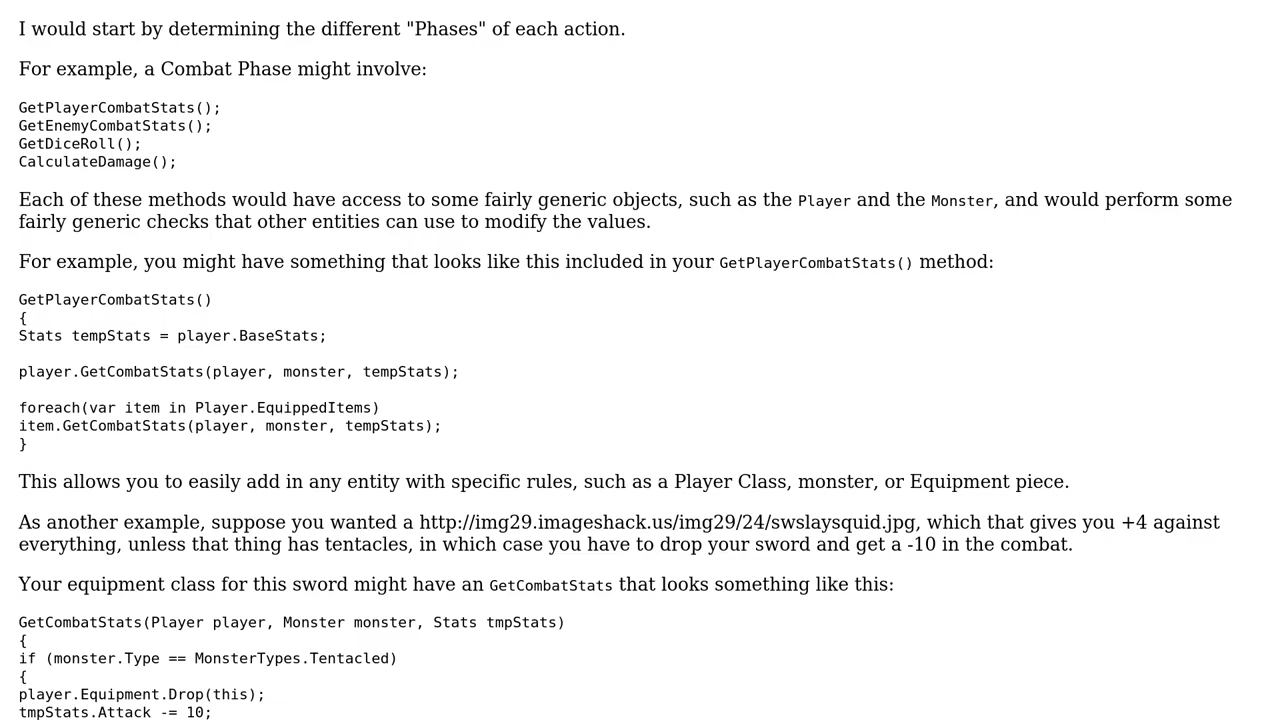 I would start by determining the different "Phases" of each action.
For example, a Combat Phase might involve:
GetPlayerCombatStats();
GetEnemyCombatStats();
GetDiceRoll();
CalculateDamage();
Each of these methods would have access to some fairly generic objects, such as the Player and the Monster, and would perform some
fairly generic checks that other entities can use to modify the values.
For example, you might have something that looks like this included in your GetPlayerCombatStats() method:
GetPlayerCombatStats()
{
Stats tempStats = player.BaseStats;
player.GetCombatStats(player, monster, tempStats);
foreach(var item in Player.EquippedItems)
item.GetCombatStats(player, monster, tempStats);
}
This allows you to easily add in any entity with specific rules, such as a Player Class, monster, or Equipment piece.
As another example, suppose you wanted a http://img29.imageshack.us/img29/24/swslaysquid.jpg, which that gives you +4 against
everything, unless that thing has tentacles, in which case you have to drop your sword and get a -10 in the combat.
Your equipment class for this sword might have an GetCombatStats that looks something like this:
GetCombatStats(Player player, Monster monster, Stats tmpStats)
{
if (monster.Type == MonsterTypes.Tentacled)
{
player.Equipment.Drop(this);
tmpStats.Attack -= 10;